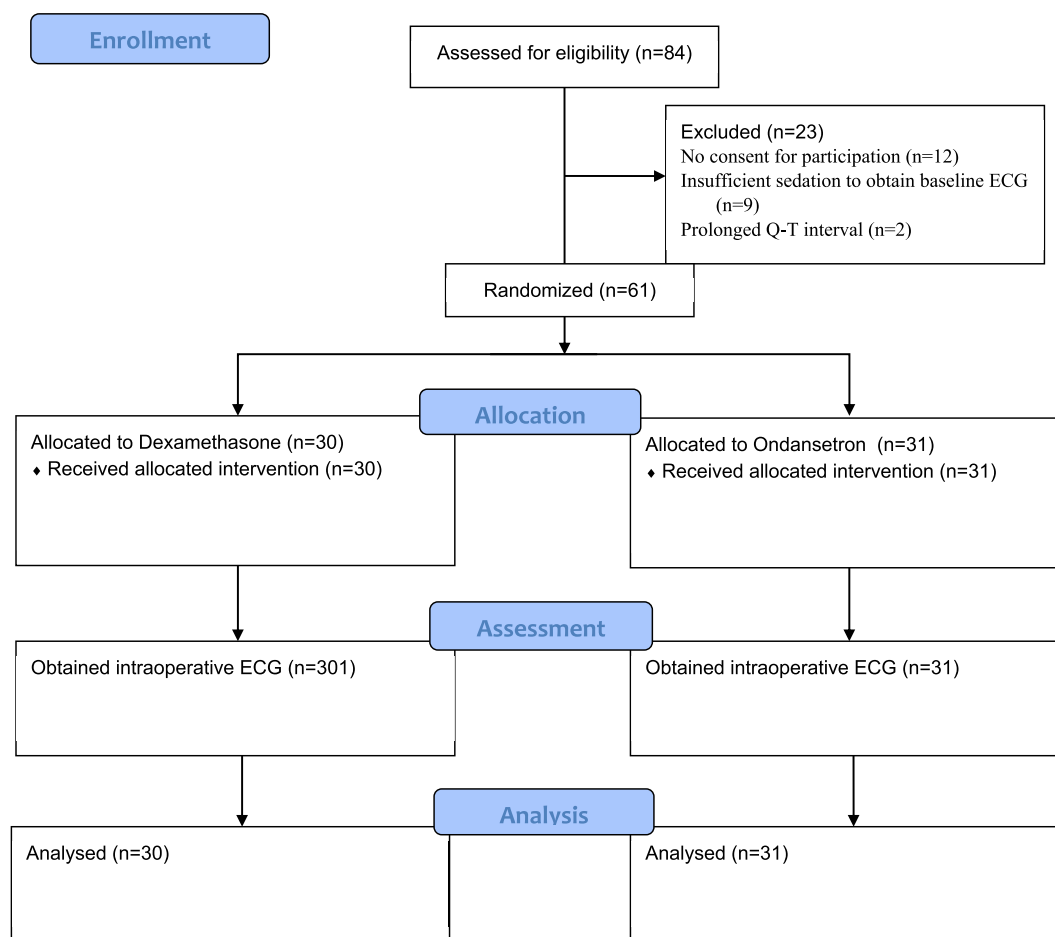 Enrollment
Assessed for eligibility (n=84)
Excluded (n=23)
No consent for participation (n=12)
Insufficient sedation to obtain baseline ECG
(n=9)
Prolonged Q-T interval (n=2)
Randomized (n=61)
Allocation
Allocated to Dexamethasone (n=30)
♦ Received allocated intervention (n=30)
Allocated to Ondansetron (n=31)
♦ Received allocated intervention (n=31)
Assessment
Obtained intraoperative ECG (n=301)
Obtained intraoperative ECG (n=31)
Analysis
Analysed (n=30)
Analysed (n=31)